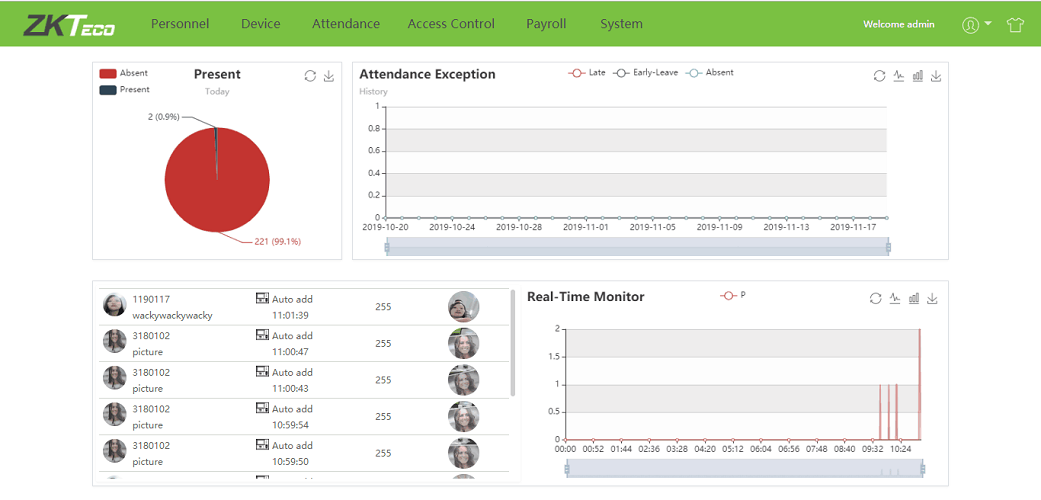 ZKTeco Personnel Device Attendance Access Control Payroll System Welcome admin
Absent
Present
Present
Today
2 (0.9%)
221 (99.1%)
Attendance Exception
History
Late Early-Leave Absent
1
0.8
0.6
0.4
0.2
0
2019-10-20 2019-10-24 2019-10-28 2019-11-01 2019-11-05 2019-11-09 2019-11-13 2019-11-17
1190117 Auto add 255
wackywackywacky 11:01:39
3180102 Auto add 255
picture 11:00:47
3180102 Auto add 255
picture 11:00:43
3180102 Auto add 255
picture 10:59:54
3180102 Auto add 255
picture 10:59:50
Real-Time Monitor
P
2
1.5
1
0.5
0
00:00 00:52 01:44 02:36 03:28 04:20 05:12 06:04 06:56 07:48 08:40 09:32 10:24